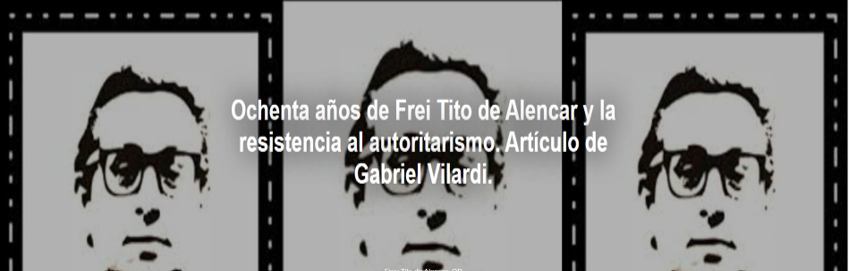 Ochenta años de Frei Tito de Alencar y la
resistencia al autoritarismo. Artículo de
Gabriel Vilardi.